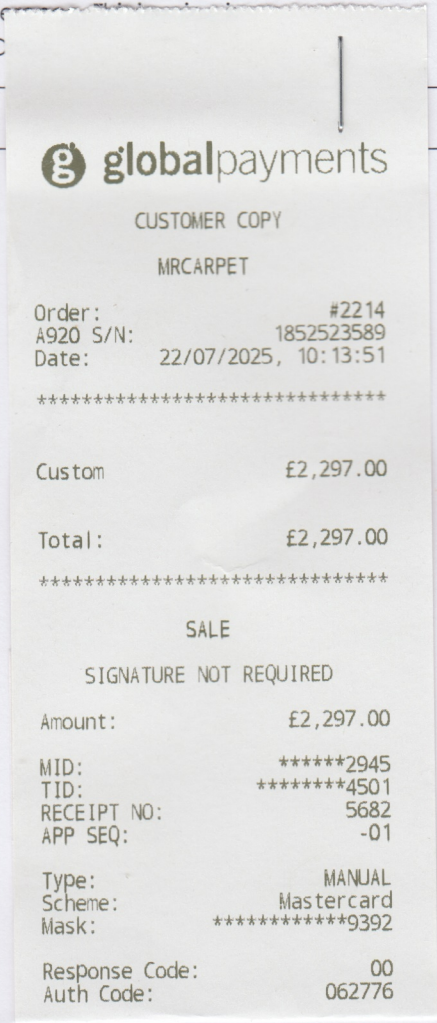 globalpayments
CUSTOMER COPY
MRCARPET
Order: #2214
A920 S/N: 1852523589
Date: 22/07/2025, 10:13:51
*******************************
Custom £2,297.00
Total: £2,297.00
*******************************
SALE
SIGNATURE NOT REQUIRED
Amount: £2,297.00
MID: ******2945
TID: ********4501
RECEIPT NO: 5682
APP SEQ: -01
Type: MANUAL
Scheme: Mastercard
Mask: ************9392
Response Code: 00
Auth Code: 062776